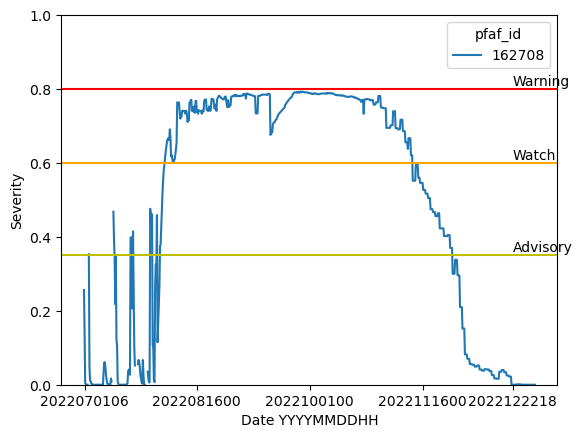 pfaf_id
162708
1.0
0.8
0.6
0.4
0.2
0.0
Severity
Warning
Watch
Advisory
2022070106 2022081600 2022100100 2022111600 2022122218
Date YYYYMMDDHH